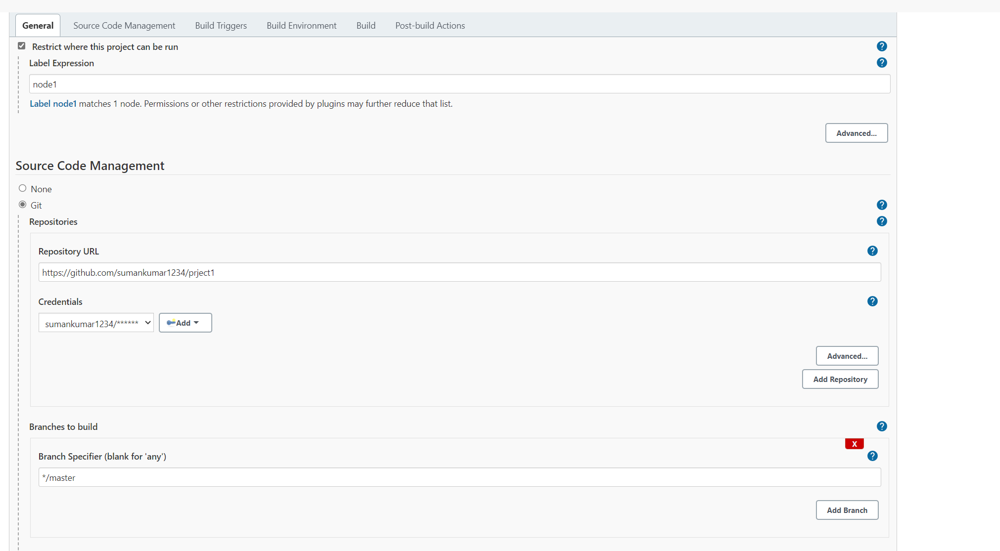 General Source Code Management Build Triggers Build Environment Build Post-build Actions
Restrict where this project can be run ?
Label Expression ?
node1
Label node1 matches 1 node. Permissions or other restrictions provided by plugins may further reduce that list.
Advanced...
Source Code Management
None
Git ?
Repositories ?
Repository URL ?
https://github.com/sumankumar1234/prject1
Credentials ?
sumankumar1234/****** Add
Advanced...
Add Repository
Branches to build ?
X
Branch Specifier (blank for 'any') ?
*/master
Add Branch